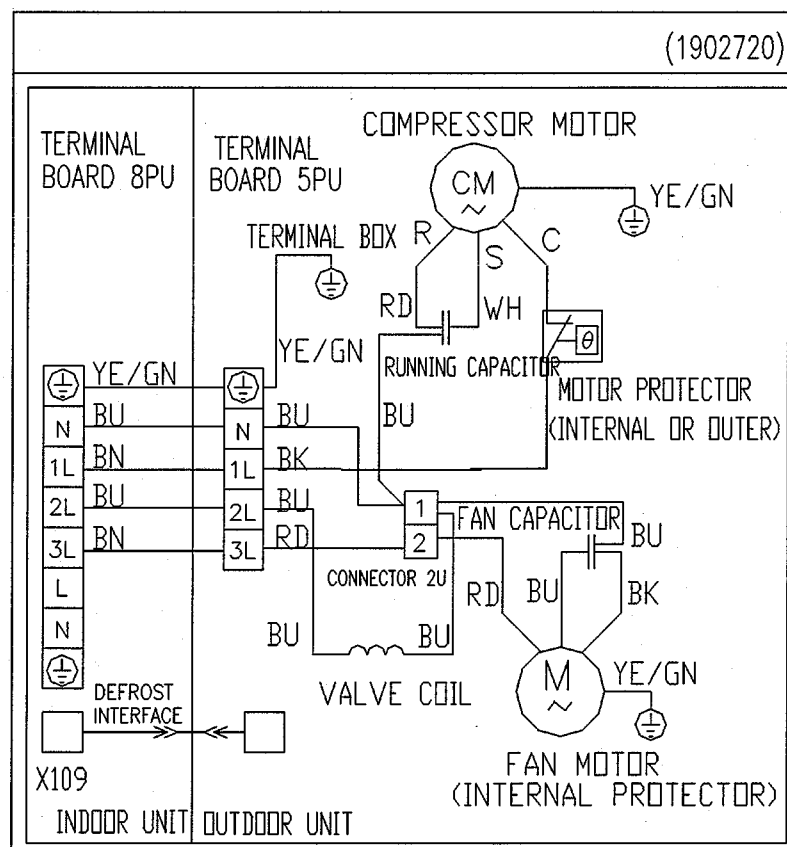 (1902720)
COMPRESSOR MOTOR
TERMINAL
BOARD 8PU
TERMINAL
BOARD 5PU
CM
YE/GN
TERMINAL BOX
R
S
C
RD
WH
YE/GN
RUNNING CAPACITOR
θ
MOTOR PROTECTOR
(INTERNAL OR OUTER)
YE/GN
N
BU
N
BU
BU
1L
BN
1L
BK
2L
BU
2L
BU
1
FAN CAPACITOR
BU
3L
BN
3L
RD
2
CONNECTOR 2U
L
RD
BU
BK
N
BU
BU
VALVE COIL
M
YE/GN
DEFROST
INTERFACE
X109
FAN MOTOR
(INTERNAL PROTECTOR)
INDOOR UNIT
OUTDOOR UNIT